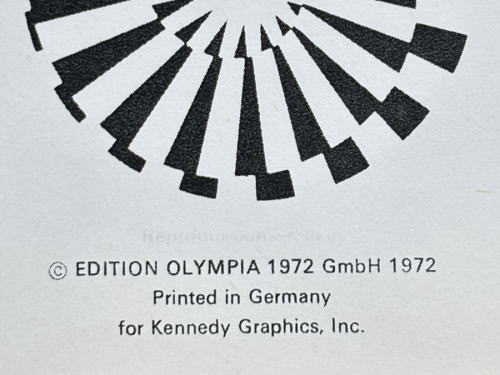 © EDITION OLYMPIA 1972 GmbH 1972
Printed in Germany
for Kennedy Graphics, Inc.